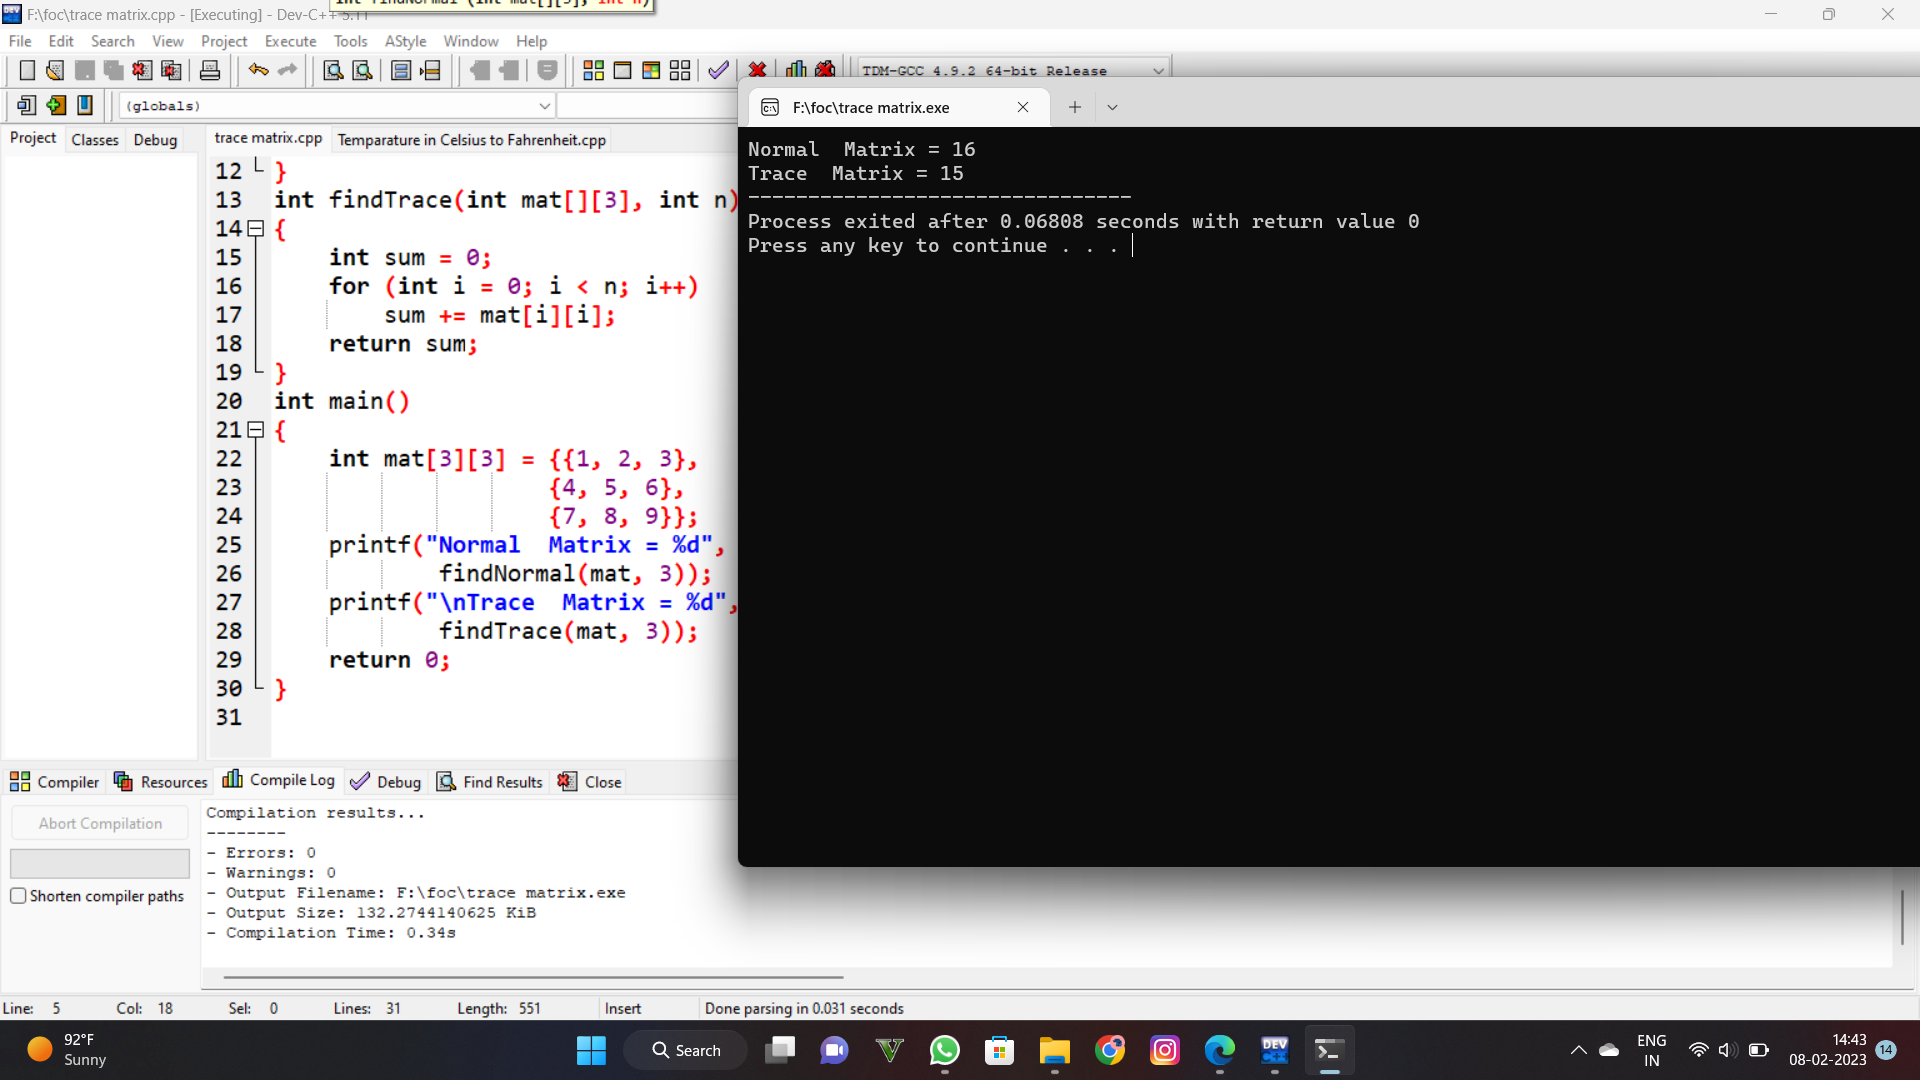 F:\foc\trace matrix.cpp - [Executing] - Dev-C++ 5.11
File Edit Search View Project Execute Tools AStyle Window Help
TDM-GCC 4.9.2 64-bit Release
(globals)
Project Classes Debug
trace matrix.cpp Temparature in Celsius to Fahrenheit.cpp
12 }
13 int findTrace(int mat[][3], int n)
14 {
15 int sum = 0;
16 for (int i = 0; i < n; i++)
17 sum += mat[i][i];
18 return sum;
19 }
20 int main()
21 {
22 int mat[3][3] = {{1, 2, 3},
23 {4, 5, 6},
24 {7, 8, 9}};
25 printf("Normal  Matrix = %d",
26 findNormal(mat, 3));
27 printf("\nTrace  Matrix = %d",
28 findTrace(mat, 3));
29 return 0;
30 }
31
F:\foc\trace matrix.exe
Normal  Matrix = 16
Trace  Matrix = 15
--------------------------------
Process exited after 0.06808 seconds with return value 0
Press any key to continue . . .
Compiler Resources Compile Log Debug Find Results Close
Abort Compilation
Shorten compiler paths
Compilation results...
--------
- Errors: 0
- Warnings: 0
- Output Filename: F:\foc\trace matrix.exe
- Output Size: 132.2744140625 KiB
- Compilation Time: 0.34s
Line: 5 Col: 18 Sel: 0 Lines: 31 Length: 551 Insert Done parsing in 0.031 seconds
92°F
Sunny
Search
DEV
C++
ENG
IN
14:43
08-02-2023
14